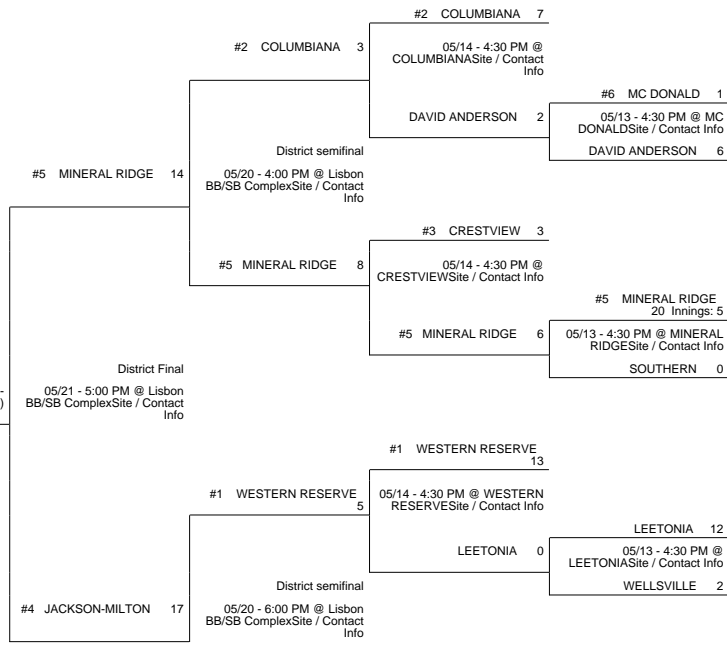 #2 COLUMBIANA 7
#2 COLUMBIANA 3
05/14 - 4:30 PM @
COLUMBIANASite / Contact
Info
#6 MC DONALD 1
DAVID ANDERSON 2
05/13 - 4:30 PM @ MC
DONALDSite / Contact Info
DAVID ANDERSON 6
District semifinal
05/20 - 4:00 PM @ Lisbon
BB/SB ComplexSite / Contact
Info
#5 MINERAL RIDGE 14
#3 CRESTVIEW 3
#5 MINERAL RIDGE 8
05/14 - 4:30 PM @
CRESTVIEWSite / Contact Info
#5 MINERAL RIDGE
20 Innings: 5
#5 MINERAL RIDGE 6
05/13 - 4:30 PM @ MINERAL
RIDGESite / Contact Info
SOUTHERN 0
District Final
05/21 - 5:00 PM @ Lisbon
BB/SB ComplexSite / Contact
Info
-
)
#1 WESTERN RESERVE
13
#1 WESTERN RESERVE
5
05/14 - 4:30 PM @ WESTERN
RESERVESite / Contact Info
LEETONIA 12
LEETONIA 0
05/13 - 4:30 PM @
LEETONIASite / Contact Info
WELLSVILLE 2
District semifinal
05/20 - 6:00 PM @ Lisbon
BB/SB ComplexSite / Contact
Info
#4 JACKSON-MILTON 17